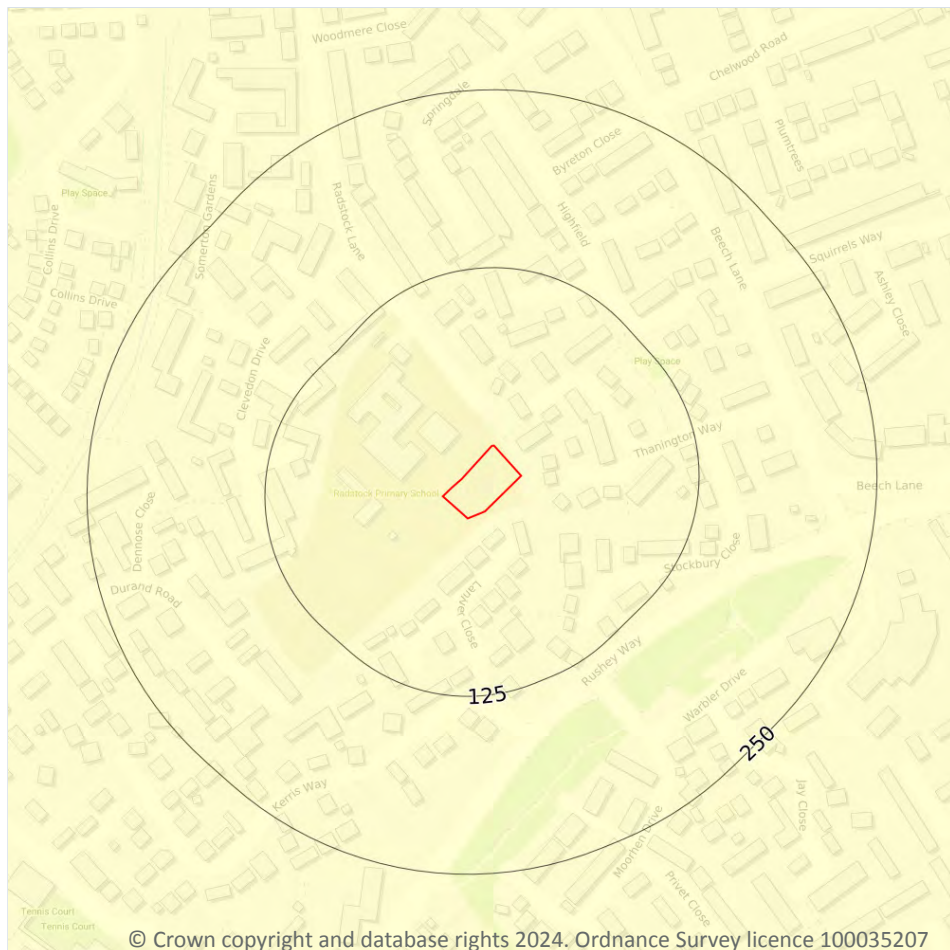 Woodmere Close
Chelwood Road
Springdale
Plumtrees
Byreton Close
Play Space
Collins Drive
Somerton Gardens
Radstock Lane
Highfield
Beech Lane
Squirrels Way
Collins Drive
Ashley Close
Clevedon Drive
Play Space
Thanington Way
Radstock Primary School
Beech Lane
Dennose Close
Stockbury Close
Durand Road
Lanver Close
Rushey Way
125
Warbler Drive
250
Kerris Way
Jay Close
Moorhen Drive
Privet Close
Tennis Court
Tennis Court
© Crown copyright and database rights 2024. Ordnance Survey licence 100035207